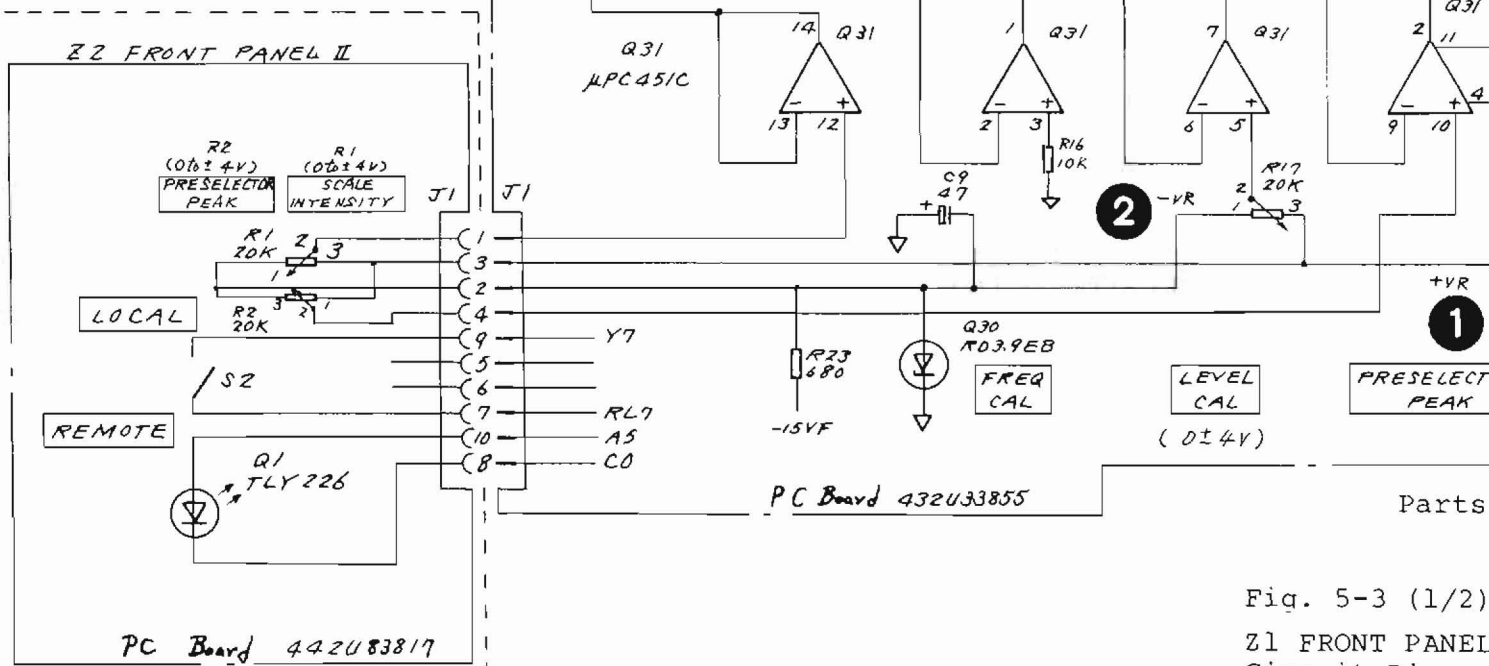 Z2 FRONT PANEL II
R2
(0to±4V)
PRESELECTOR
PEAK
R1
(0to±4V)
SCALE
INTENSITY
J1
J1
R1
20K
2
3
1
R2
20K
3
2
1
LOCAL
S2
REMOTE
Q1
TLY226
1
3
2
4
9
5
6
7
10
8
Y7
RL7
A5
C0
PC Board 442U83817
Q31
μPC451C
14
Q31
-
+
13
12
1
Q31
-
+
2
3
R16
10K
7
Q31
-
+
6
5
2
Q31
11
4
-
+
9
10
C9
47
+
2
-VR
R17
20K
2
1
3
+VR
1
R23
680
-15VF
Q30
RD3.9EB
FREQ
CAL
LEVEL
CAL
(0±4V)
PRESELECT
PEAK
PC Board 432U33855
Parts
Fig. 5-3 (1/2)
Z1 FRONT PANEL